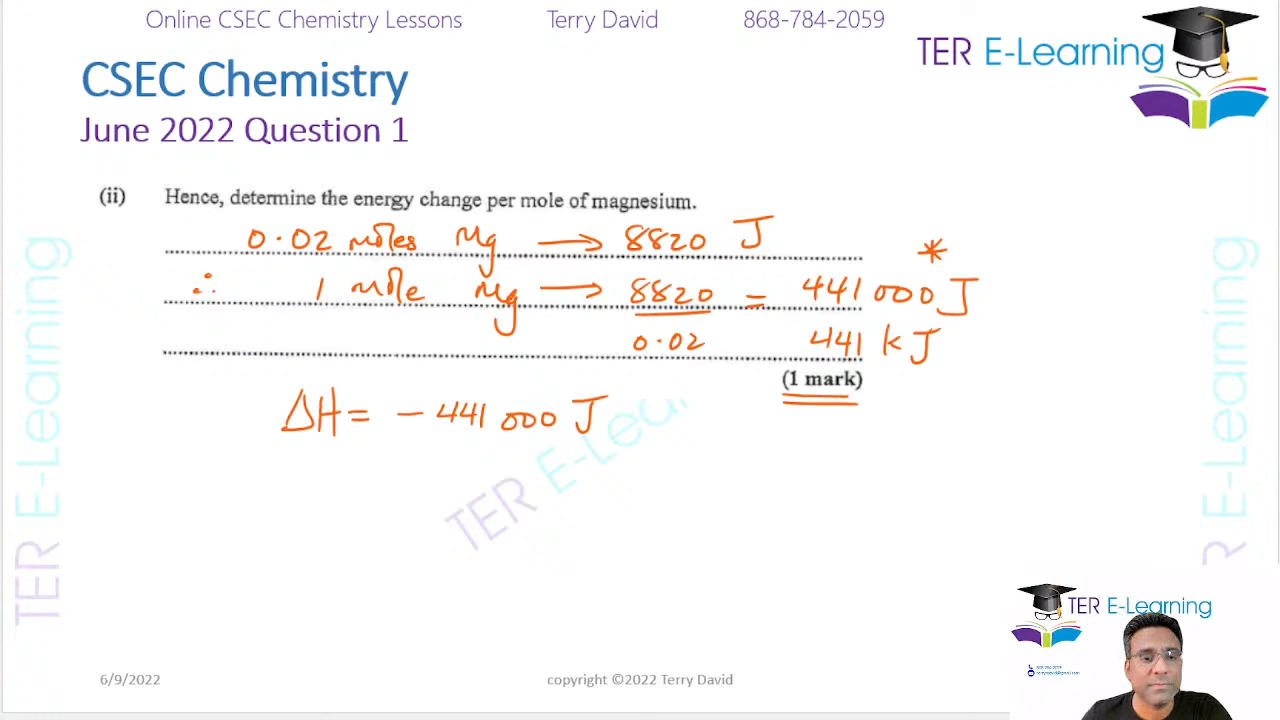 Online CSEC Chemistry Lessons Terry David 868-784-2059
TER E-Learning
CSEC Chemistry
June 2022 Question 1
(ii) Hence, determine the energy change per mole of magnesium.
0.02 moles Mg → 8820 J
*
∴ 1 mole Mg → 8820 = 441 000 J
0.02 441 kJ
(1 mark)
ΔH = - 441 000 J
TER E-Learning
TER E-Learning
TER E-Learning
TER E-Learning
6/9/2022 copyright ©2022 Terry David